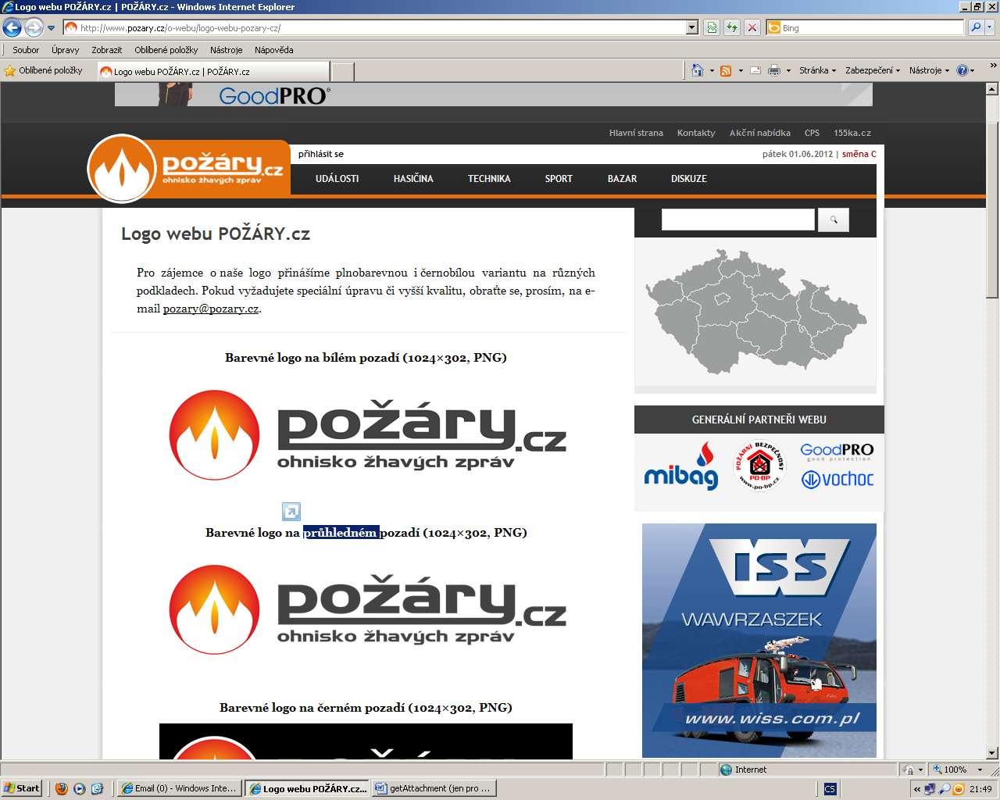 Logo webu POŽÁRY.cz | POŽÁRY.cz - Windows Internet Explorer
http://www.pozary.cz/o-webu/logo-webu-pozary-cz/
Bing
Soubor Úpravy Zobrazit Oblíbené položky Nástroje Nápověda
Oblíbené položky
Logo webu POŽÁRY.cz | POŽÁRY.cz
Stránka Zabezpečení Nástroje
GoodPRO®
Hlavní strana Kontakty Akční nabídka CPS 155ka.cz
požáry.cz
ohnisko žhavých zpráv
přihlásit se
pátek 01.06.2012 | směna C
UDÁLOSTI HASIČINA TECHNIKA SPORT BAZAR DISKUZE
Logo webu POŽÁRY.cz
Pro zájemce o naše logo přinášíme plnobarevnou i černobílou variantu na různých
podkladech. Pokud vyžadujete speciální úpravu či vyšší kvalitu, obraťte se, prosím, na e-
mail pozary@pozary.cz.
Barevné logo na bílém pozadí (1024×302, PNG)
požáry.cz
ohnisko žhavých zpráv
Barevné logo na průhledném pozadí (1024×302, PNG)
požáry.cz
ohnisko žhavých zpráv
Barevné logo na černém pozadí (1024×302, PNG)
GENERÁLNÍ PARTNEŘI WEBU
mibag
POŽÁRNÍ BEZPEČNOST
PO-BP
www.po-bp.cz
GoodPRO
good protection
VOCHOC
ISS
WAWRZASZEK
www.wiss.com.pl
Internet
100%
Start
Email (0) - Windows Inte...
Logo webu POŽÁRY.cz...
getAttachment (jen pro ...
CS
21:49